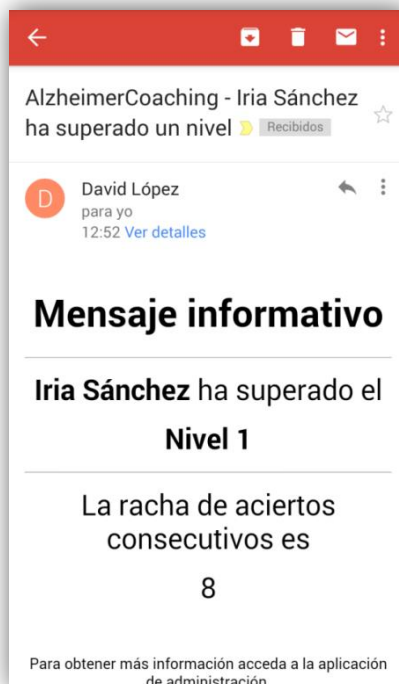 AlzheimerCoaching - Iria Sánchez
ha superado un nivel Recibidos
D
David López
para yo
12:52 Ver detalles
Mensaje informativo
Iria Sánchez ha superado el
Nivel 1
La racha de aciertos
consecutivos es
8
Para obtener más información acceda a la aplicación
de administración